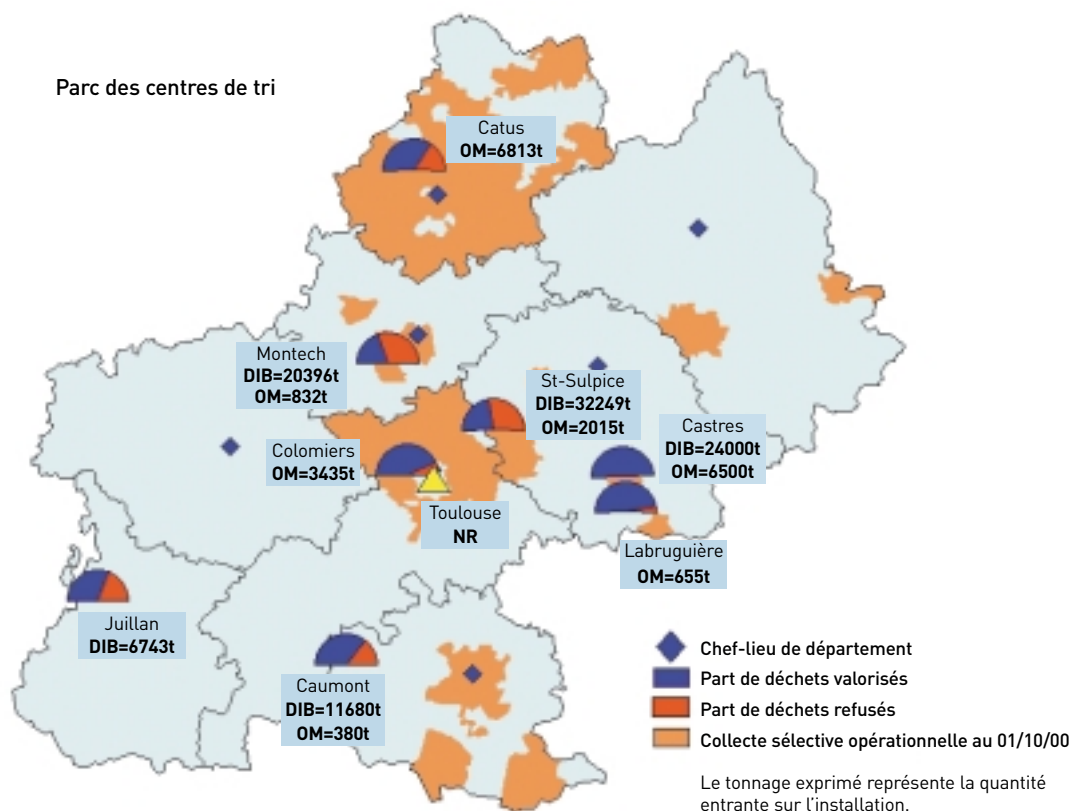 Parc des centres de tri
Catus
OM=6813t
Montech
DIB=20396t
OM=832t
St-Sulpice
DIB=32249t
OM=2015t
Castres
DIB=24000t
OM=6500t
Colomiers
OM=3435t
Toulouse
NR
Labruguière
OM=655t
Juillan
DIB=6743t
Caumont
DIB=11680t
OM=380t
Chef-lieu de département
Part de déchets valorisés
Part de déchets refusés
Collecte sélective opérationnelle au 01/10/00
Le tonnage exprimé représente la quantité
entrante sur l'installation.